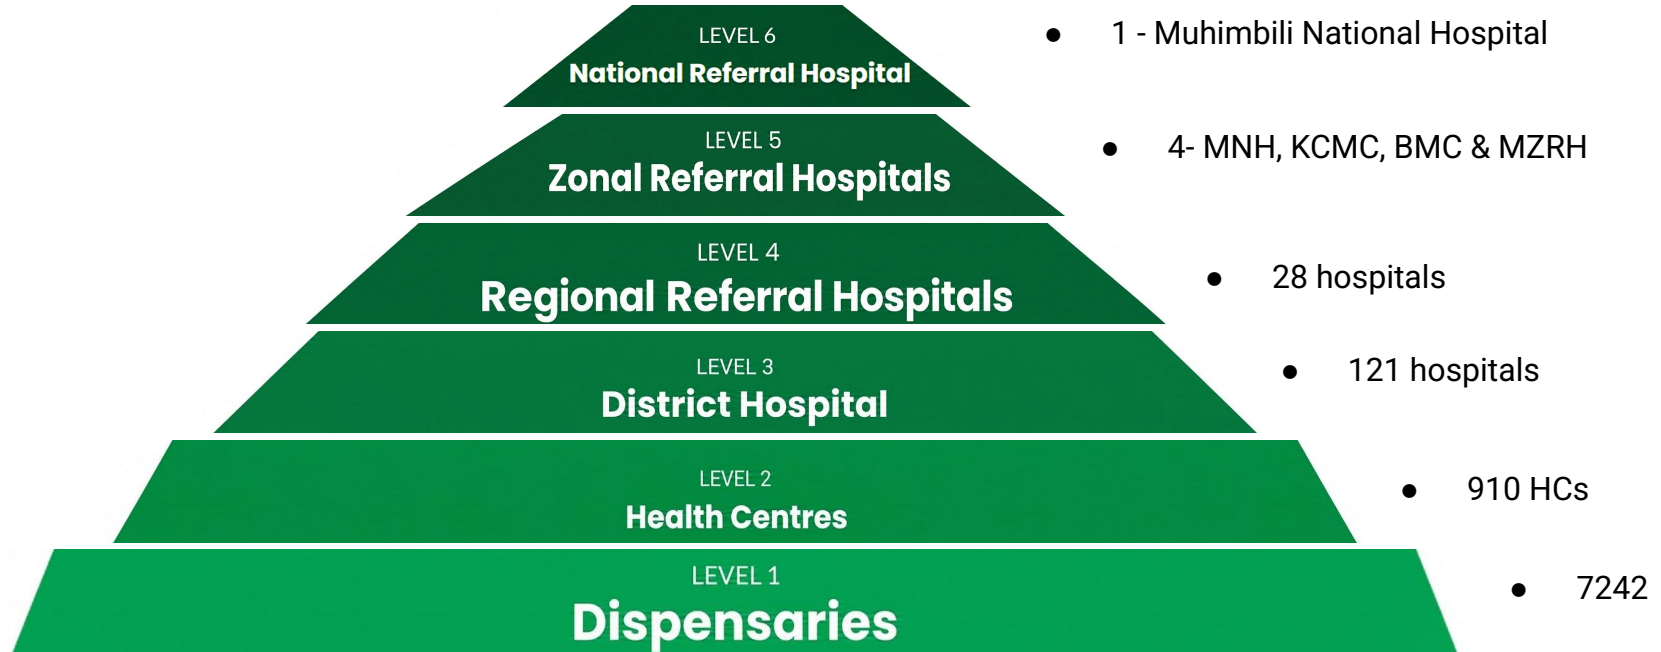 LEVEL 6
National Referral Hospital
● 1 - Muhimbili National Hospital
LEVEL 5
Zonal Referral Hospitals
● 4- MNH, KCMC, BMC & MZRH
LEVEL 4
Regional Referral Hospitals
● 28 hospitals
LEVEL 3
District Hospital
● 121 hospitals
LEVEL 2
Health Centres
● 910 HCs
LEVEL 1
Dispensaries
● 7242